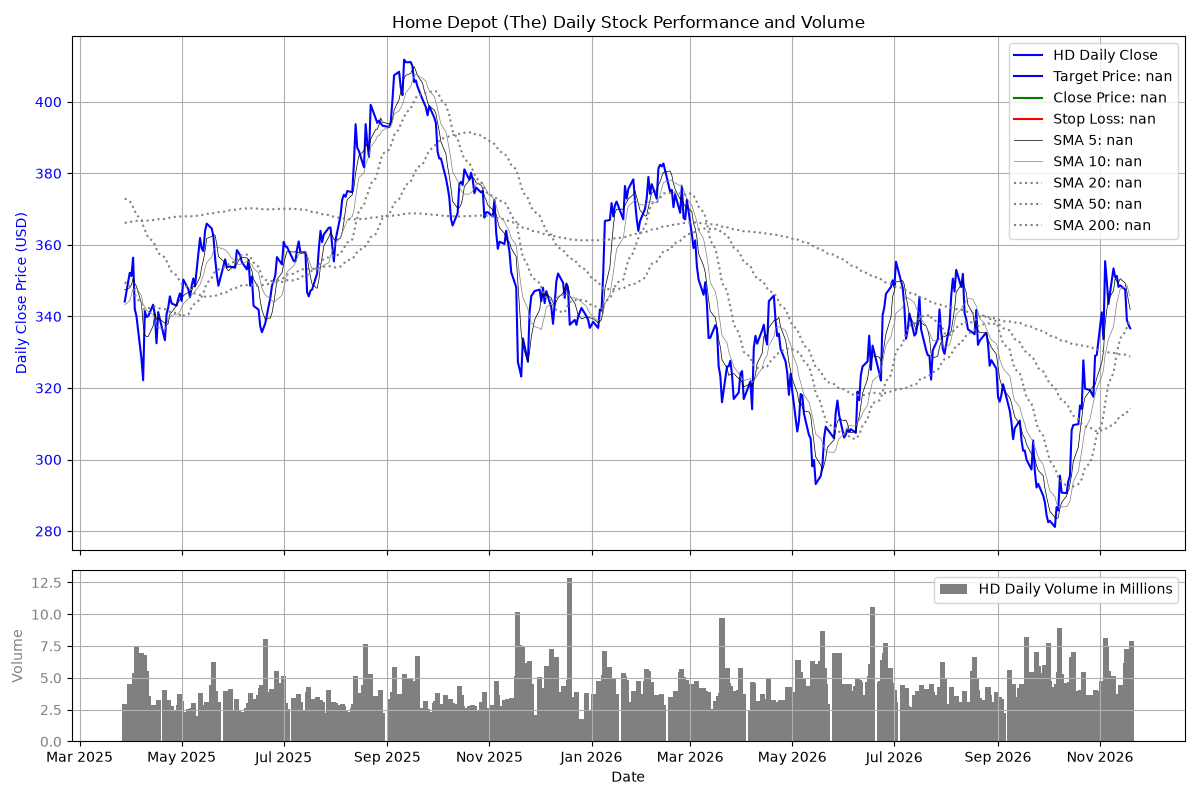 Home Depot (The) Daily Stock Performance and Volume
Daily Close Price (USD)
400
380
360
340
320
300
280
HD Daily Close
Target Price: nan
Close Price: nan
Stop Loss: nan
SMA 5: nan
SMA 10: nan
SMA 20: nan
SMA 50: nan
SMA 200: nan
Volume
12.5
10.0
7.5
5.0
2.5
0.0
HD Daily Volume in Millions
Mar 2025
May 2025
Jul 2025
Sep 2025
Nov 2025
Jan 2026
Mar 2026
May 2026
Jul 2026
Sep 2026
Nov 2026
Date